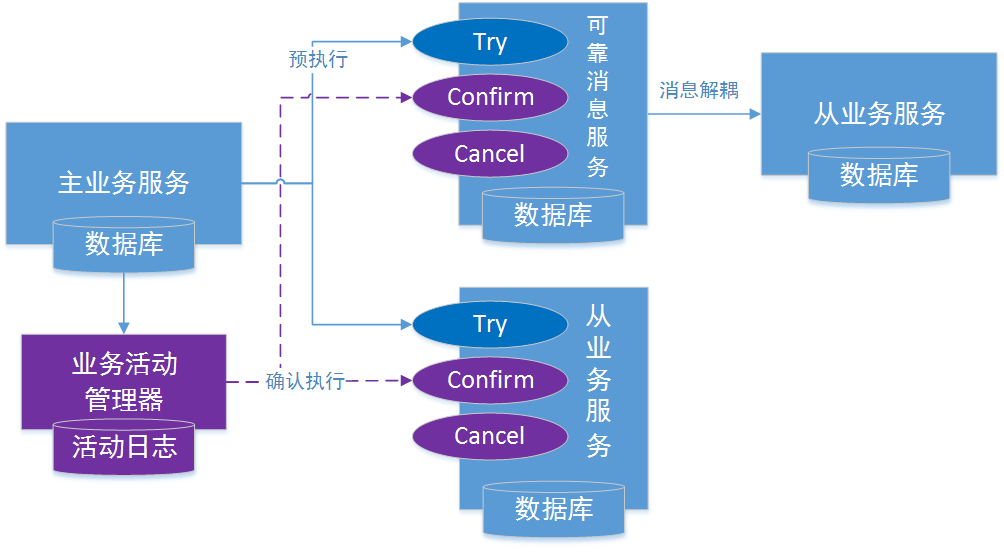 主业务服务
数据库
业务活动
管理器
活动日志
预执行
确认执行
Try
Confirm
Cancel
可靠消息服务
数据库
消息解耦
从业务服务
数据库
Try
Confirm
Cancel
从业务服务
数据库